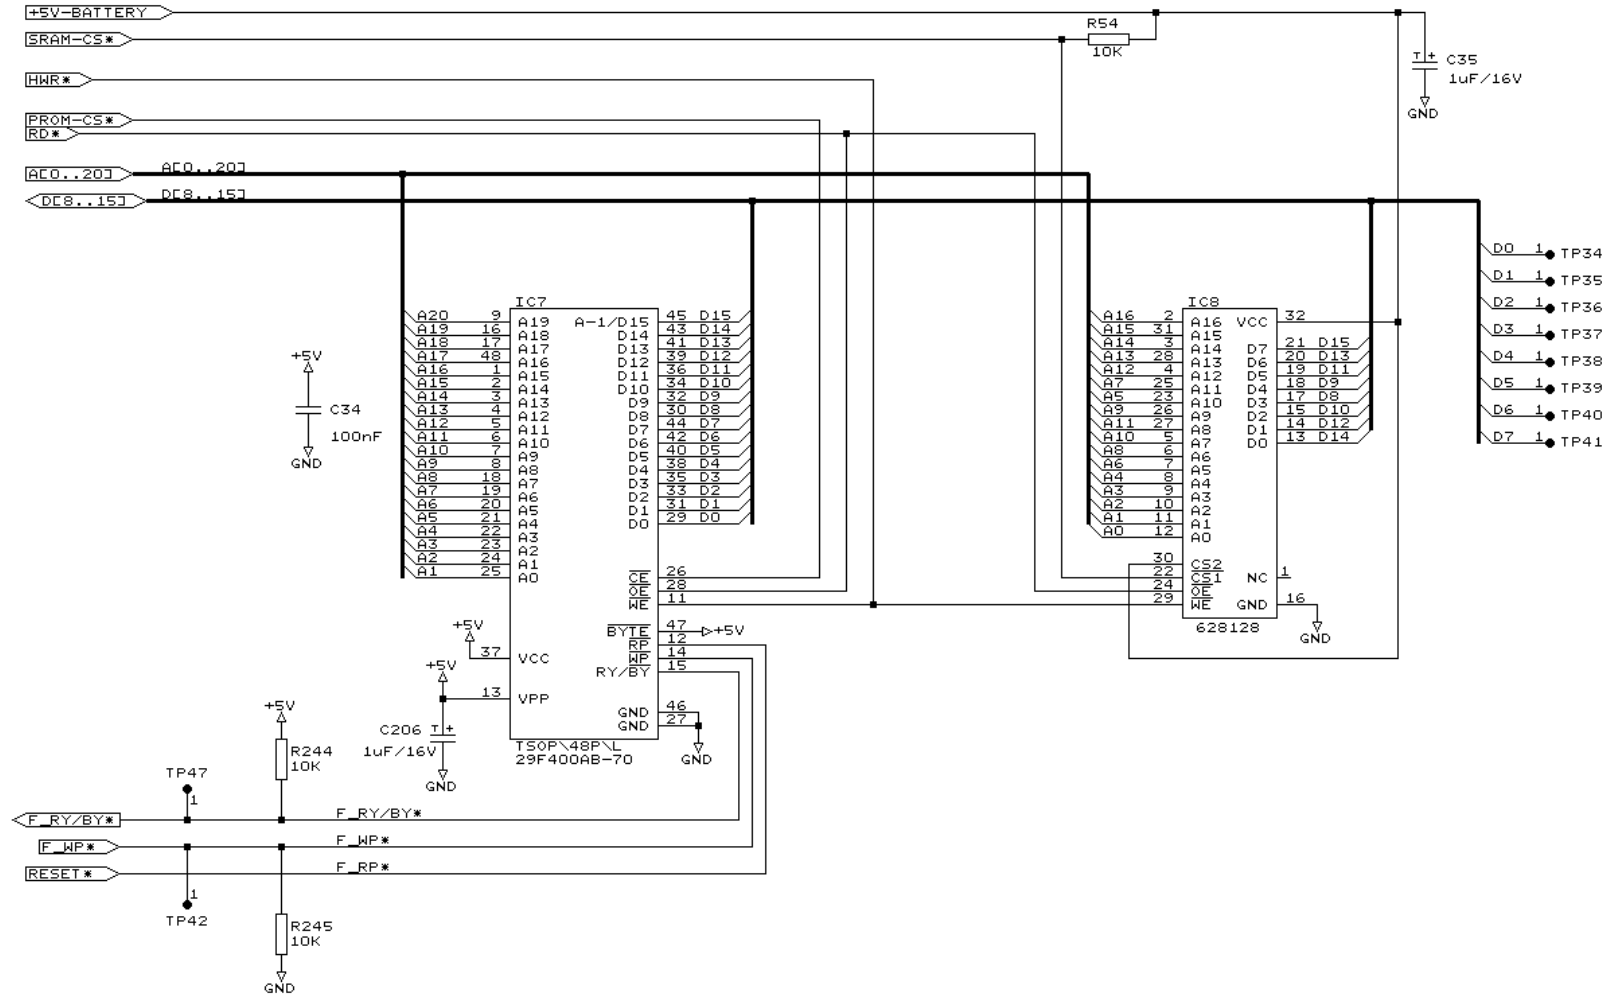 +5V-BATTERY
SRAM-CS*
R54
10K
C35
T +
1uF/16V
GND
HWR*
PROM-CS*
RD*
A[0..20]
A[0..20]
D[8..15]
D[8..15]
D0 1 TP34
D1 1 TP35
D2 1 TP36
D3 1 TP37
D4 1 TP38
D5 1 TP39
D6 1 TP40
D7 1 TP41
+5V
C34
100nF
GND
IC7
A20 9 A19 A-1/D15 45 D15
A19 16 A18 D14 43 D14
A18 17 A17 D13 41 D13
A17 48 A16 D12 39 D12
A16 1 A15 D11 36 D11
A15 2 A14 D10 34 D10
A14 3 A13 D9 32 D9
A13 4 A12 D8 30 D8
A12 5 A11 D7 44 D7
A11 6 A10 D6 42 D6
A10 7 A9 D5 40 D5
A9 8 A8 D4 38 D4
A8 18 A7 D3 35 D3
A7 19 A6 D2 33 D2
A6 20 A5 D1 31 D1
A5 21 A4 D0 29 D0
A4 22 A3
A3 23 A2
A2 24 A1
A1 25 A0
CE 26
OE 28
WE 11
BYTE 47 +5V
RP 12
WP 14
RY/BY 15
+5V
37 VCC
+5V
13 VPP
GND 46
GND 27
GND
C206 T +
1uF/16V
GND
TSOP\48P\L
29F400AB-70
IC8
A16 2 A16 VCC 32
A15 31 A15
A14 3 A14 D7 21 D15
A13 28 A13 D6 20 D13
A12 4 A12 D5 19 D11
A7 25 A11 D4 18 D9
A5 23 A10 D3 17 D8
A9 26 A9 D2 15 D10
A11 27 A8 D1 14 D12
A10 5 A7 D0 13 D14
A8 6 A6
A6 7 A5
A4 8 A4
A3 9 A3
A2 10 A2
A1 11 A1
A0 12 A0
30 CS2
22 CS1 NC 1
24 OE
29 WE GND 16
628128
GND
+5V
R244
10K
TP47
1
F_RY/BY* F_RY/BY*
F_WP* F_WP*
RESET* F_RP*
1
TP42
R245
10K
GND